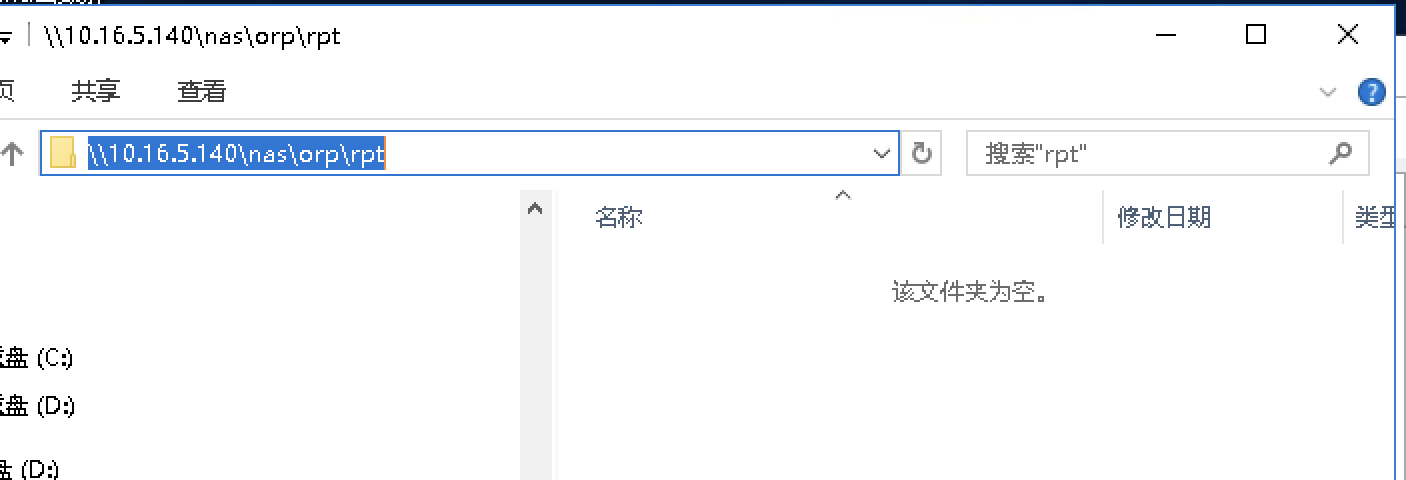 \\10.16.5.140\nas\orp\rpt
页 共享 查看
\\10.16.5.140\nas\orp\rpt 搜索"rpt"
名称 修改日期 类型
该文件夹为空。
盘 (C:)
盘 (D:)
盘 (D:)